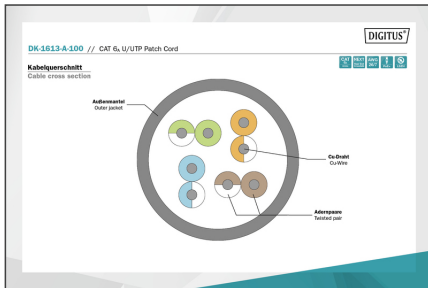 DIGITUS®
DK-1613-A-100 // CAT 6A U/UTP Patch Cord
Kabelquerschnitt
Cable cross section
Außenmantel
Outer jacket
Cu-Draht
Cu-Wire
Adernpaare
Twisted pair